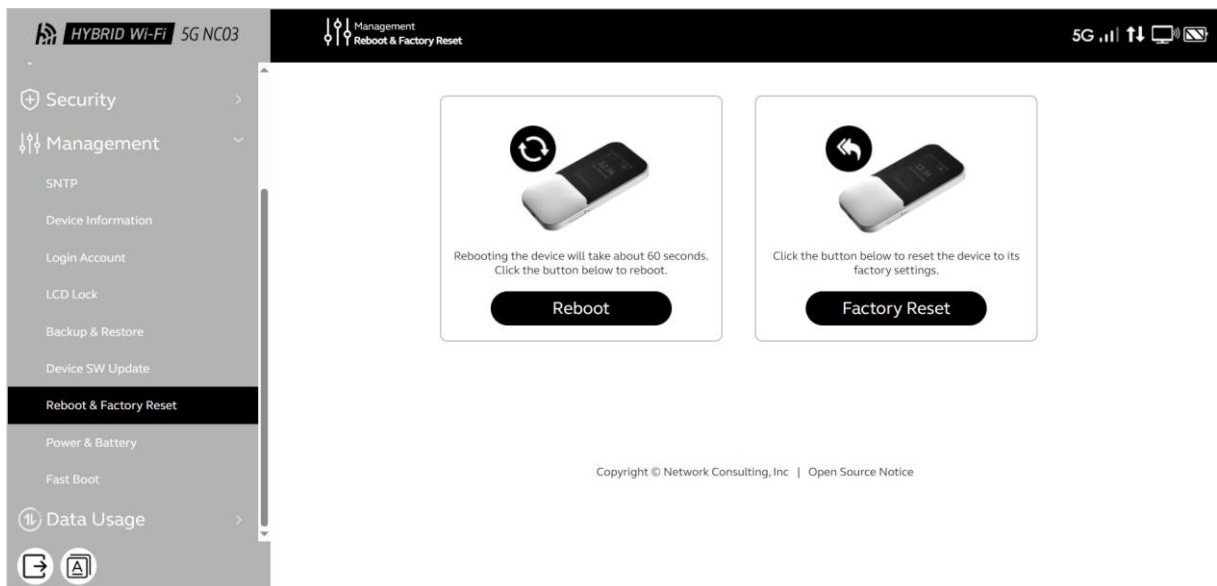 HYBRID Wi-Fi 5G NC03
Management
Reboot & Factory Reset
5G
Security
Management
SNTP
Device Information
Login Account
LCD Lock
Backup & Restore
Device SW Update
Reboot & Factory Reset
Power & Battery
Fast Boot
Data Usage
A
Rebooting the device will take about 60 seconds.
Click the button below to reboot.
Reboot
Click the button below to reset the device to its
factory settings.
Factory Reset
Copyright © Network Consulting, Inc | Open Source Notice